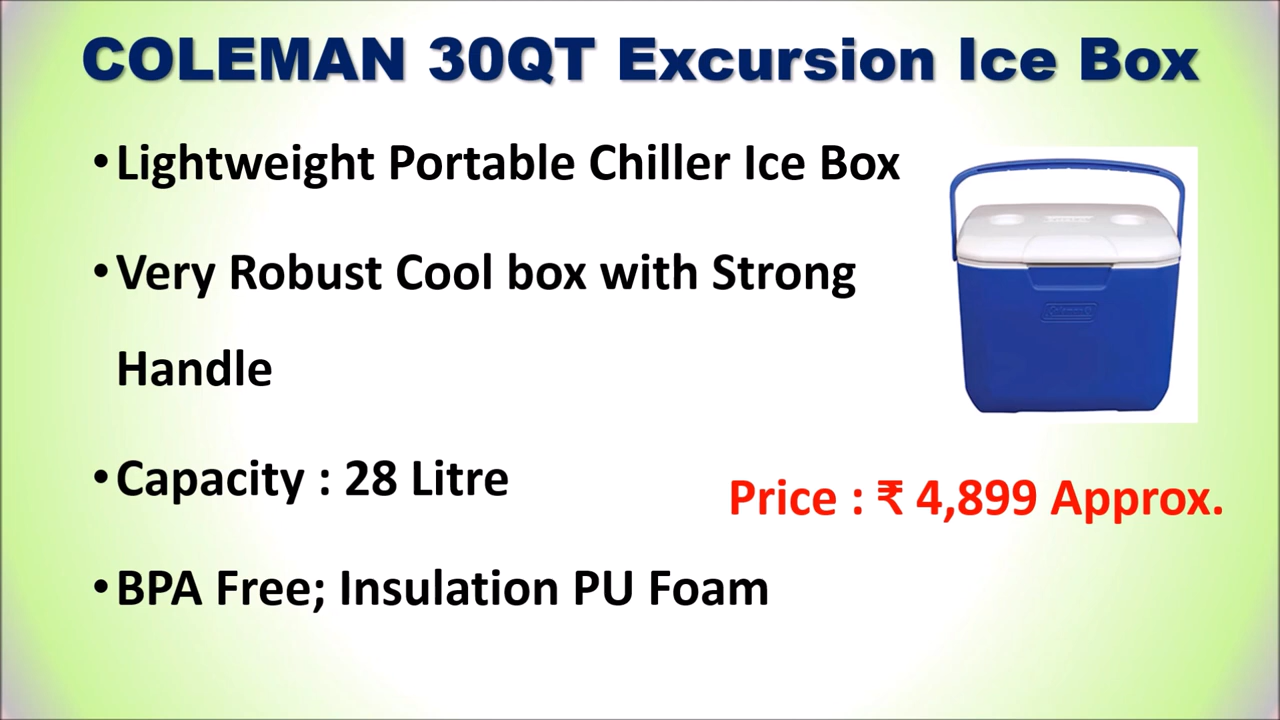 COLEMAN 30QT Excursion Ice Box
•Lightweight Portable Chiller Ice Box
•Very Robust Cool box with Strong
Handle
•Capacity : 28 Litre
Price : ₹ 4,899 Approx.
•BPA Free; Insulation PU Foam
Coleman